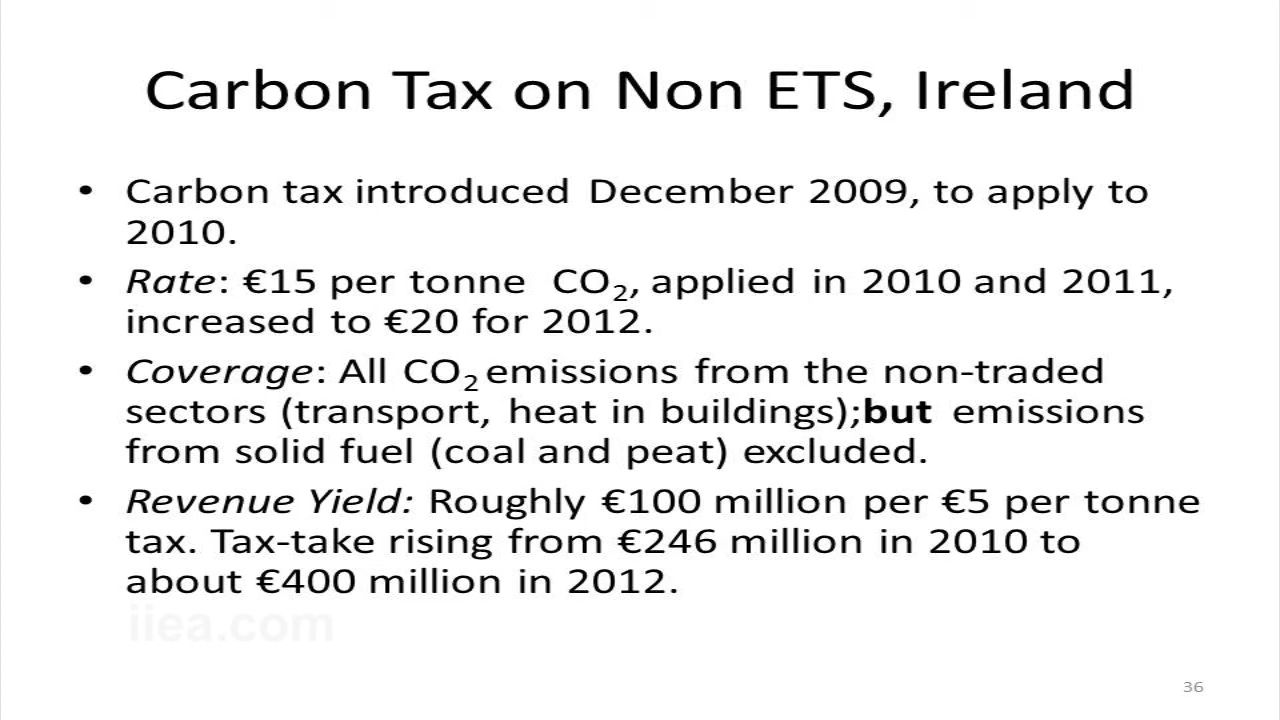 Carbon Tax on Non ETS, Ireland
• Carbon tax introduced December 2009, to apply to
2010.
• Rate: €15 per tonne CO₂, applied in 2010 and 2011,
increased to €20 for 2012.
• Coverage: All CO₂ emissions from the non-traded
sectors (transport, heat in buildings);but emissions
from solid fuel (coal and peat) excluded.
• Revenue Yield: Roughly €100 million per €5 per tonne
tax. Tax-take rising from €246 million in 2010 to
about €400 million in 2012.
iiea.com
36